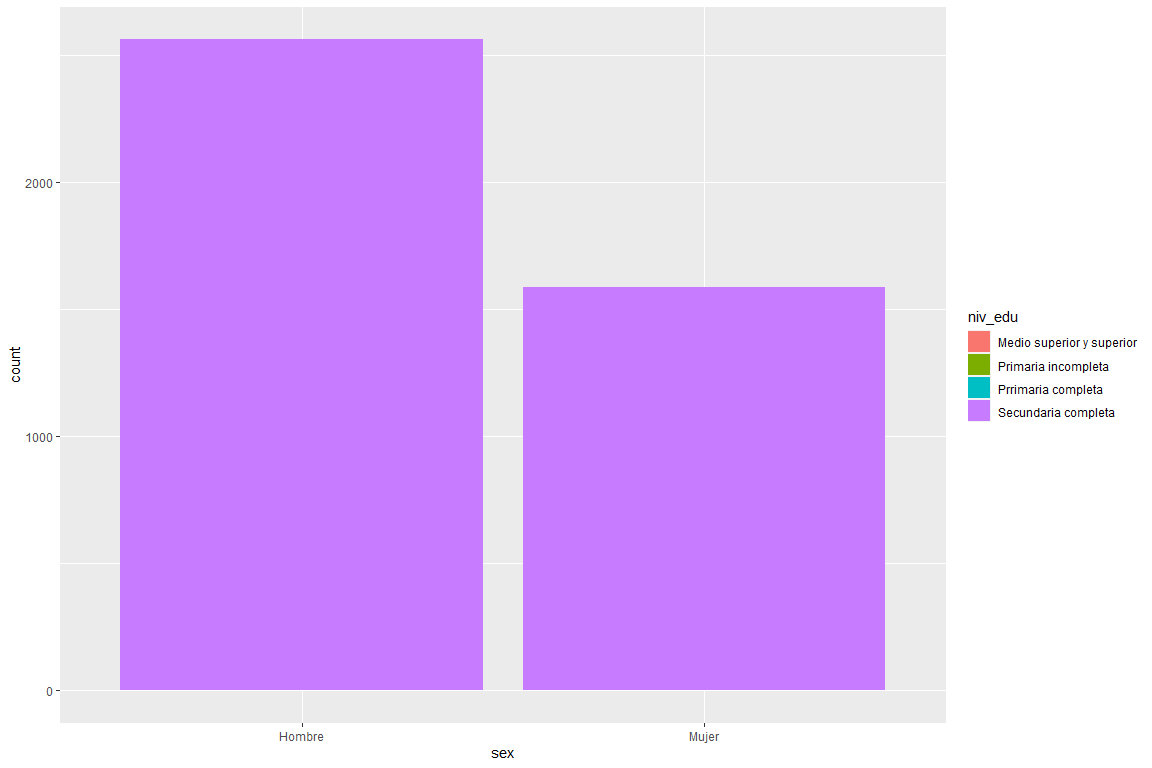 2000
1000
0
count
Hombre
Mujer
sex
niv_edu
Medio superior y superior
Primaria incompleta
Prrimaria completa
Secundaria completa